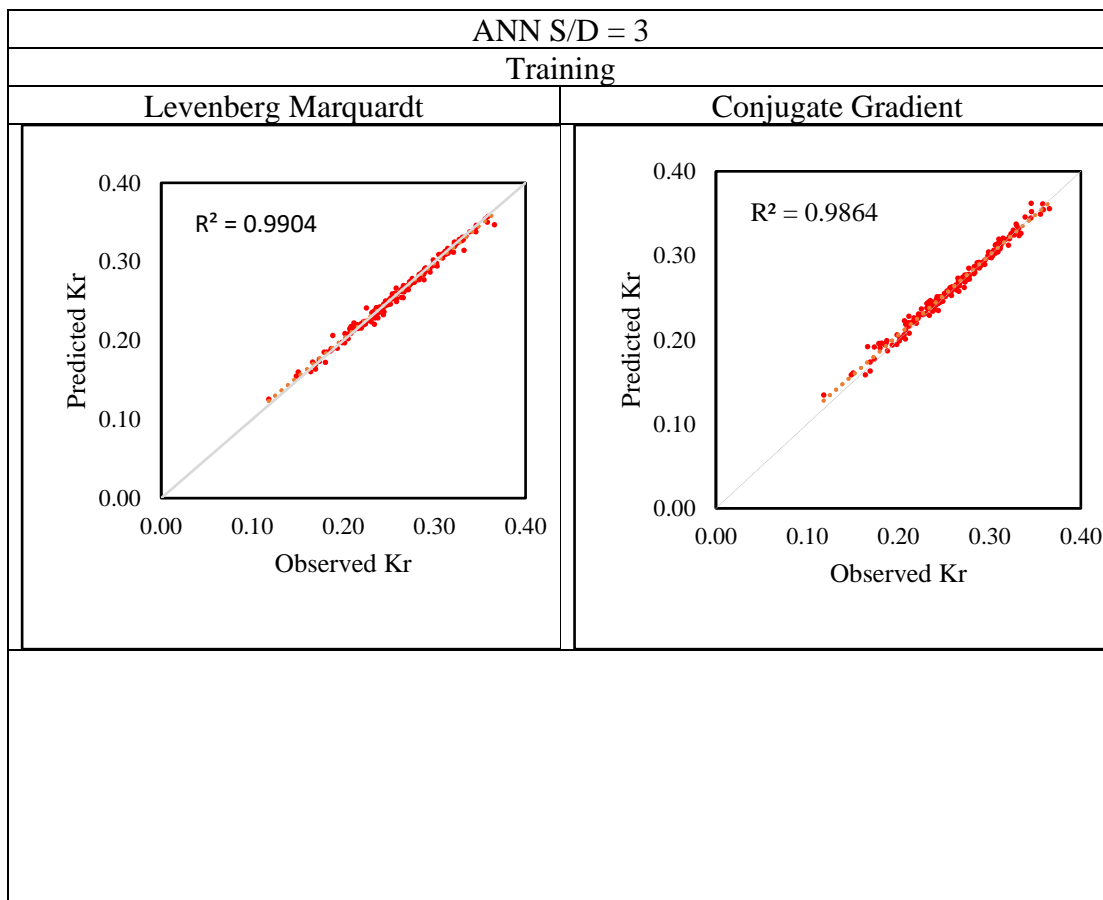 ANN S/D = 3
Training
Levenberg Marquardt
Conjugate Gradient
Predicted Kr
0.40
0.30
0.20
0.10
0.00
R² = 0.9904
0.00 0.10 0.20 0.30 0.40
Observed Kr
Predicted Kr
0.40
0.30
0.20
0.10
0.00
R² = 0.9864
0.00 0.10 0.20 0.30 0.40
Observed Kr